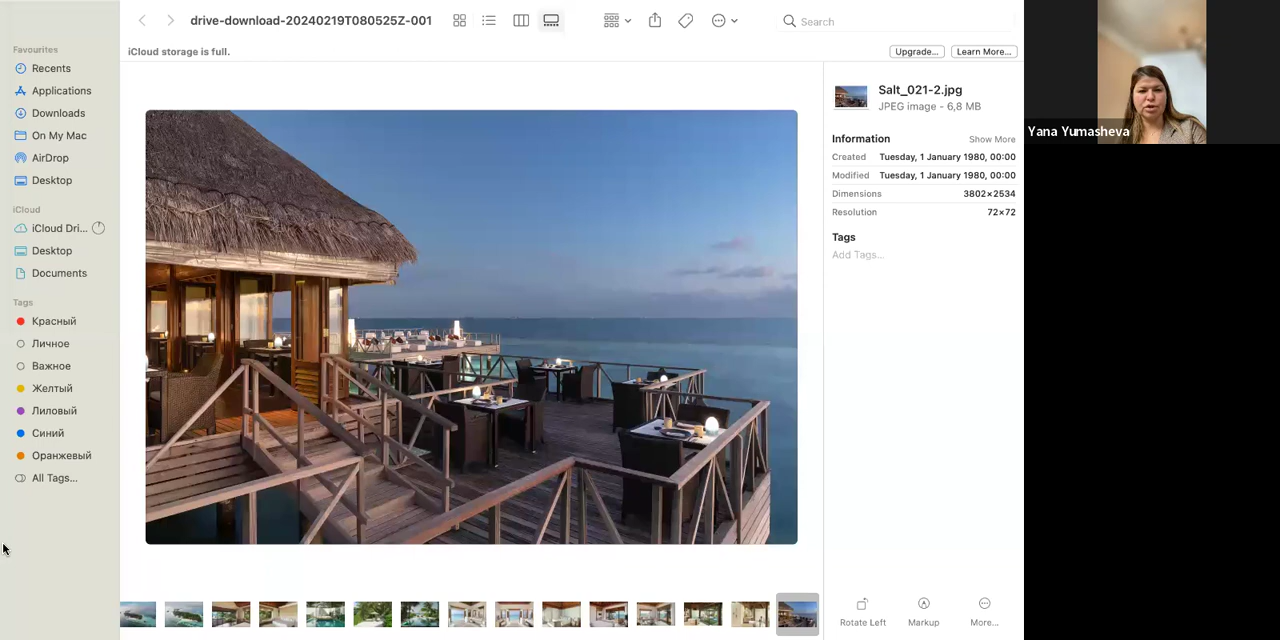 drive-download-20240219T080525Z-001
Search
iCloud storage is full.
Upgrade...
Learn More...
Favourites
Recents
Applications
Downloads
On My Mac
AirDrop
Desktop
iCloud
iCloud Dri...
Desktop
Documents
Tags
Красный
Личное
Важное
Желтый
Лиловый
Синий
Оранжевый
All Tags...
Salt_021-2.jpg
JPEG image - 6,8 MB
Information
Show More
Created Tuesday, 1 January 1980, 00:00
Modified Tuesday, 1 January 1980, 00:00
Dimensions 3802×2534
Resolution 72×72
Tags
Add Tags...
Rotate Left
Markup
More...
Yana Yumasheva